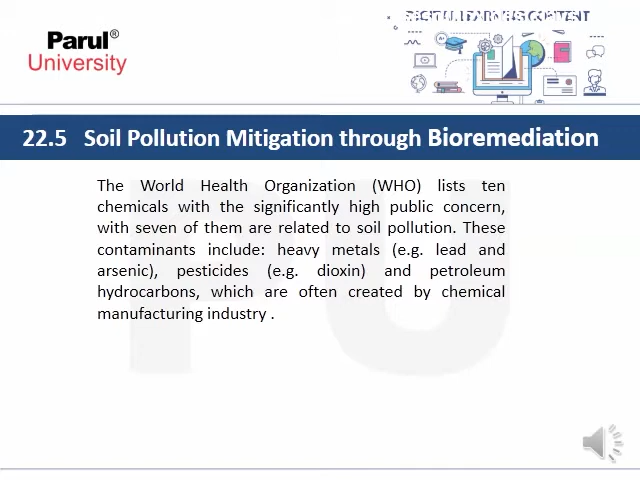 Parul®
University
22.5 Soil Pollution Mitigation through Bioremediation
The World Health Organization (WHO) lists ten
chemicals with the significantly high public concern,
with seven of them are related to soil pollution. These
contaminants include: heavy metals (e.g. lead and
arsenic), pesticides (e.g. dioxin) and petroleum
hydrocarbons, which are often created by chemical
manufacturing industry .